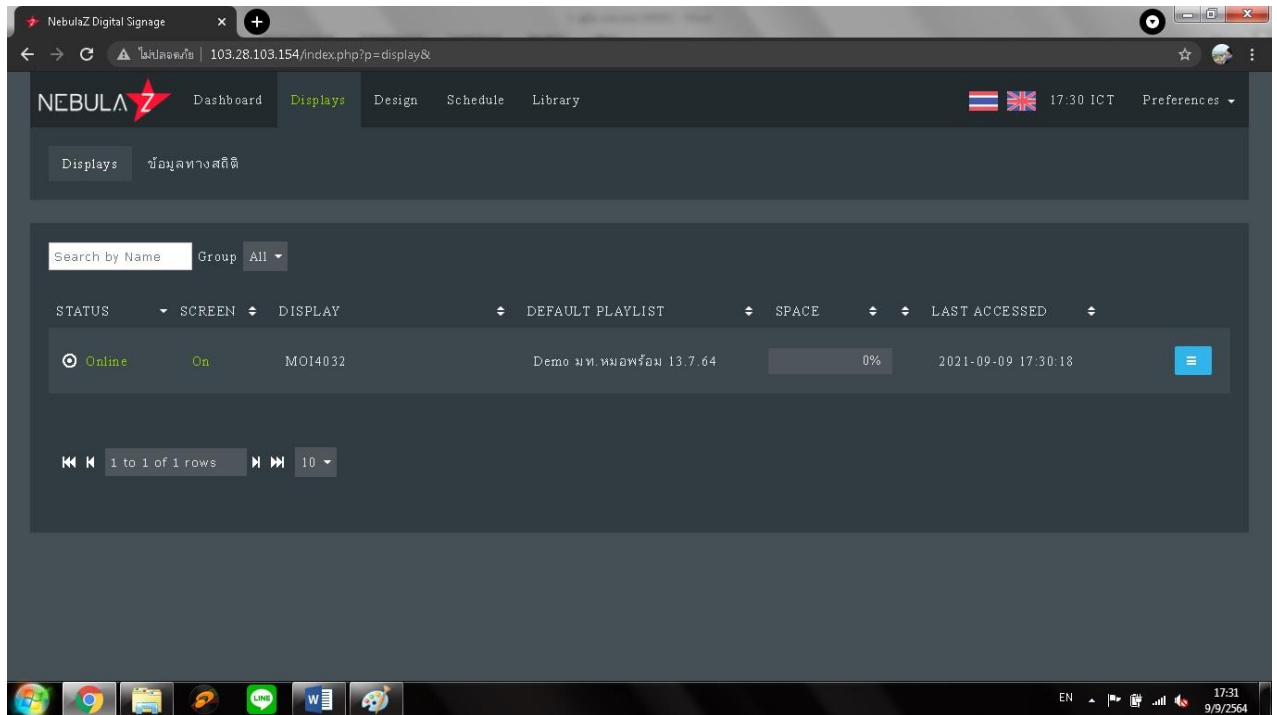 NebulaZ Digital Signage
ไม่ปลอดภัย | 103.28.103.154/index.php?p=display&
NEBULA Z Dashboard Displays Design Schedule Library 17:30 ICT Preferences
Displays ข้อมูลทางสถิติ
Search by Name Group All
STATUS SCREEN DISPLAY DEFAULT PLAYLIST SPACE LAST ACCESSED
Online On MOI4032 Demo มท.หมอพร้อม 13.7.64 0% 2021-09-09 17:30:18
1 to 1 of 1 rows 10
LINE W EN 17:31
9/9/2564